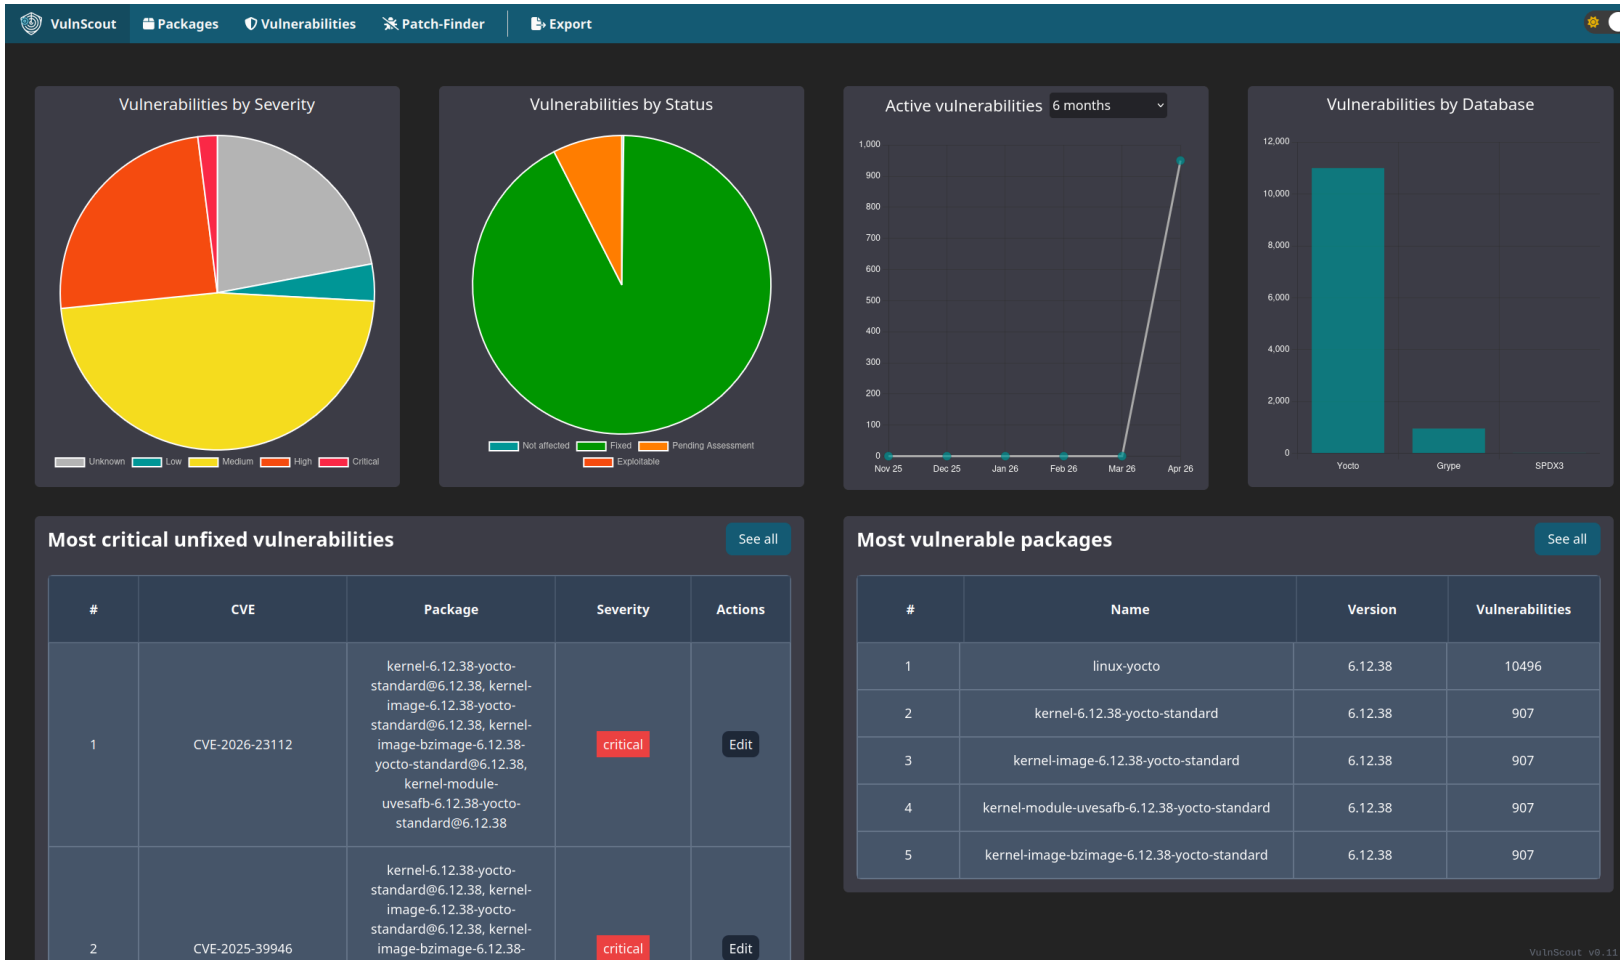 VulnScout Packages Vulnerabilities Patch-Finder Export
Vulnerabilities by Severity
Unknown Low Medium High Critical
Vulnerabilities by Status
Not affected Fixed Pending Assessment
Exploitable
Active vulnerabilities 6 months
1,000
900
800
700
600
500
400
300
200
100
0
Nov 25 Dec 25 Jan 26 Feb 26 Mar 26 Apr 26
Vulnerabilities by Database
12,000
10,000
8,000
6,000
4,000
2,000
0
Yocto Grype SPDX3
Most critical unfixed vulnerabilities See all
# CVE Package Severity Actions
kernel-6.12.38-yocto-
standard@6.12.38, kernel-
image-6.12.38-yocto-
standard@6.12.38, kernel-
1 CVE-2026-23112 image-bzimage-6.12.38- critical Edit
yocto-standard@6.12.38,
kernel-module-
uvesafb-6.12.38-yocto-
standard@6.12.38
kernel-6.12.38-yocto-
standard@6.12.38, kernel-
image-6.12.38-yocto-
standard@6.12.38, kernel-
2 CVE-2025-39946 image-bzimage-6.12.38- critical Edit
Most vulnerable packages See all
# Name Version Vulnerabilities
1 linux-yocto 6.12.38 10496
2 kernel-6.12.38-yocto-standard 6.12.38 907
3 kernel-image-6.12.38-yocto-standard 6.12.38 907
4 kernel-module-uvesafb-6.12.38-yocto-standard 6.12.38 907
5 kernel-image-bzimage-6.12.38-yocto-standard 6.12.38 907
VulnScout v0.11